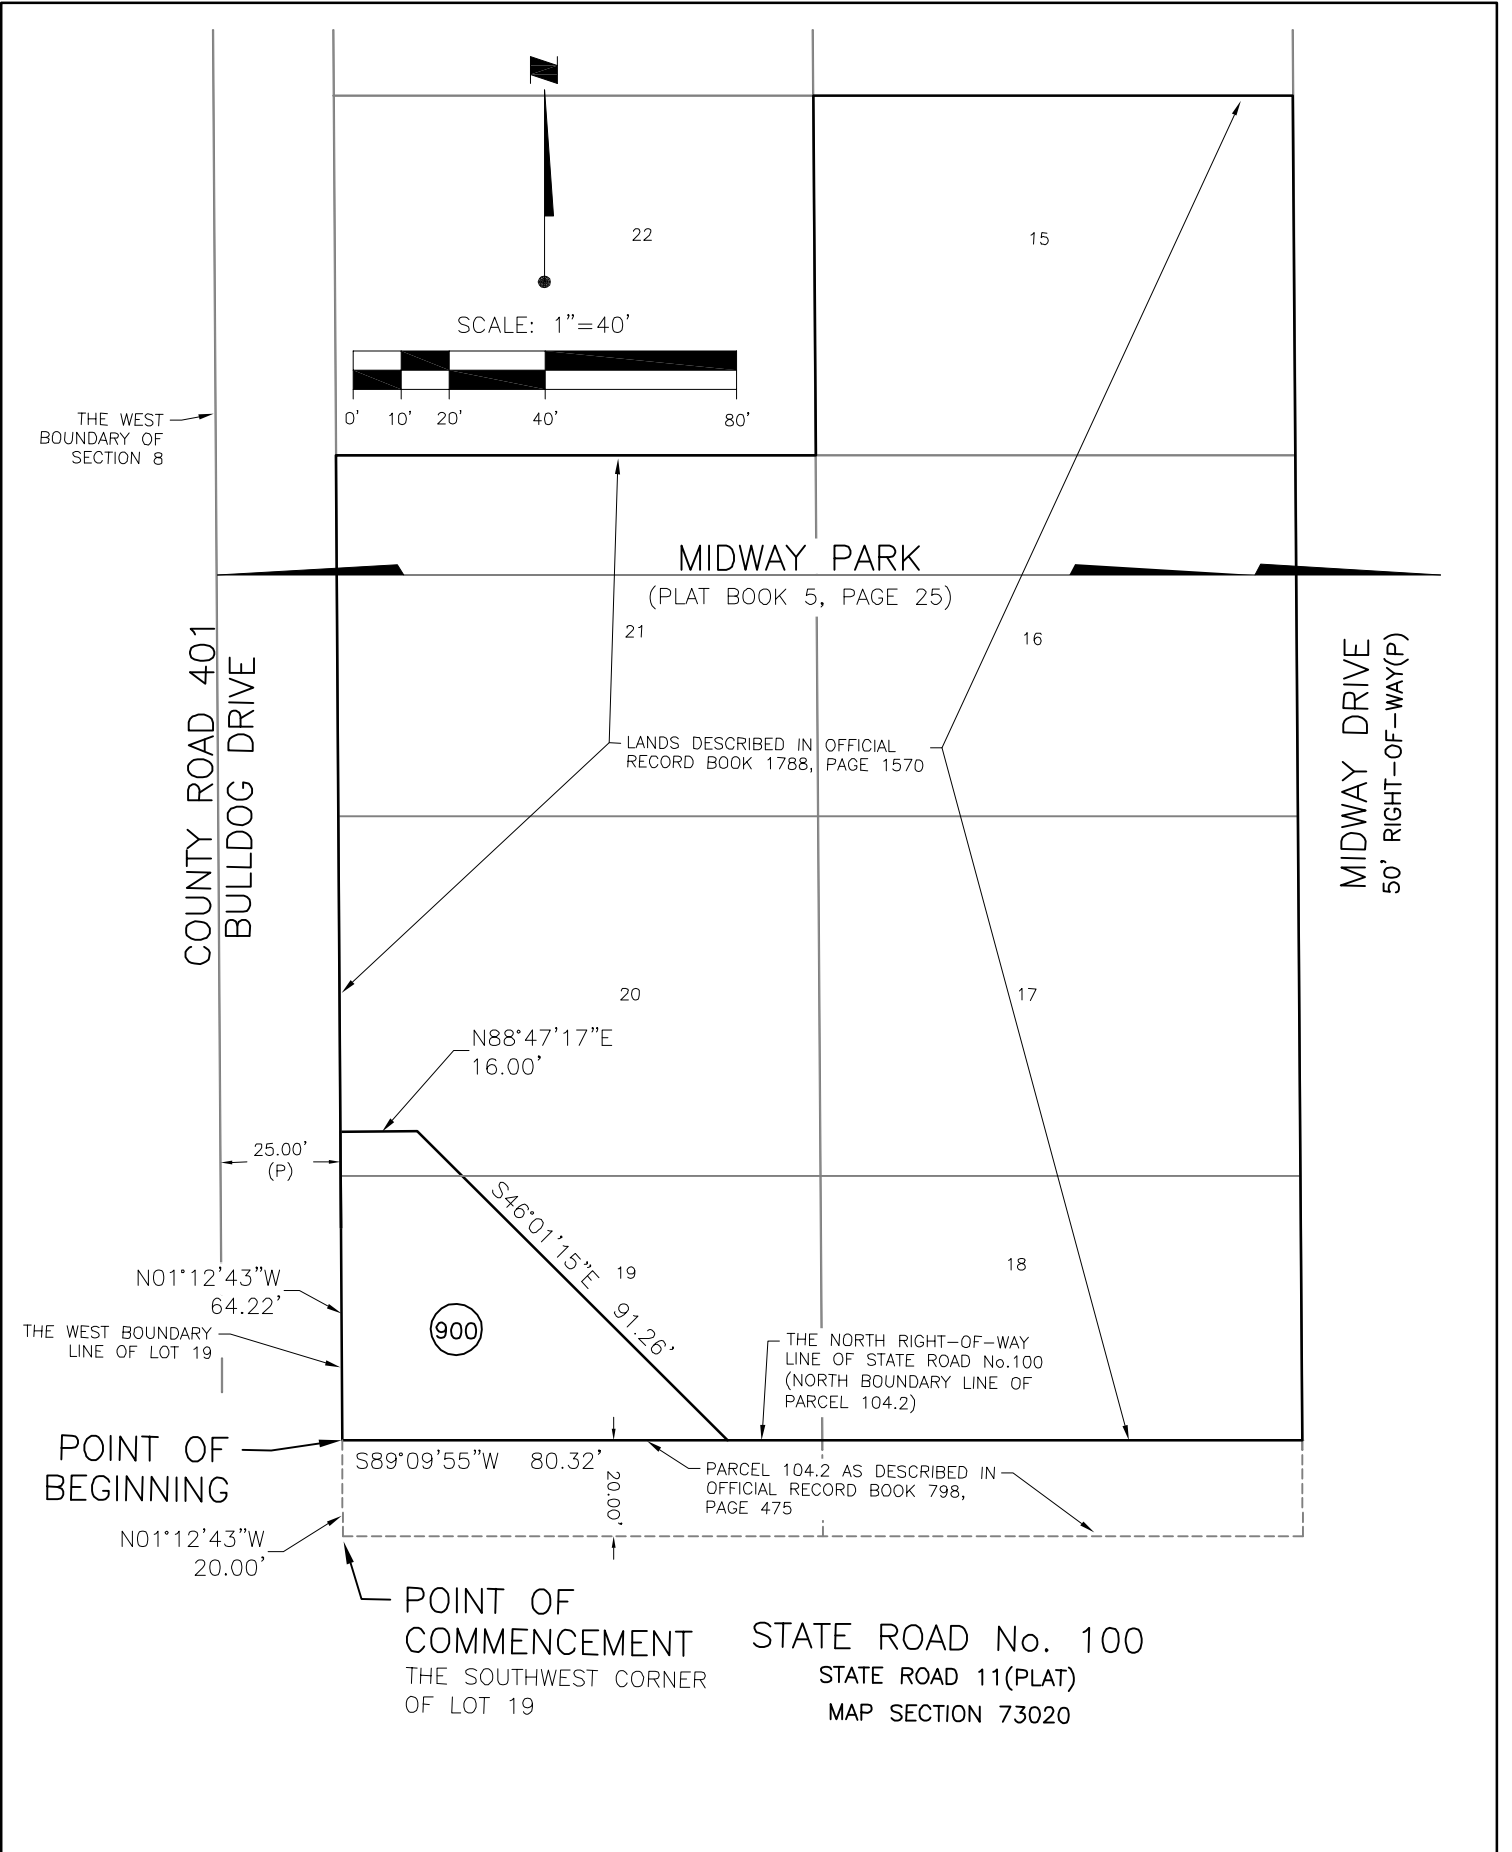 N
22
15
SCALE: 1"=40'
0' 10' 20' 40' 80'
THE WEST
BOUNDARY OF
SECTION 8
MIDWAY PARK
(PLAT BOOK 5, PAGE 25)
21
16
COUNTY ROAD 401
BULLDOG DRIVE
MIDWAY DRIVE
50' RIGHT-OF-WAY(P)
LANDS DESCRIBED IN OFFICIAL
RECORD BOOK 1788, PAGE 1570
20
17
N88°47'17"E
16.00'
25.00'
(P)
S46°01'15"E 91.26'
19
18
N01°12'43"W
64.22'
THE WEST BOUNDARY
LINE OF LOT 19
900
THE NORTH RIGHT-OF-WAY
LINE OF STATE ROAD No.100
(NORTH BOUNDARY LINE OF
PARCEL 104.2)
POINT OF
BEGINNING
S89°09'55"W 80.32'
20.00'
PARCEL 104.2 AS DESCRIBED IN
OFFICIAL RECORD BOOK 798,
PAGE 475
N01°12'43"W
20.00'
POINT OF
COMMENCEMENT
THE SOUTHWEST CORNER
OF LOT 19
STATE ROAD No. 100
STATE ROAD 11(PLAT)
MAP SECTION 73020